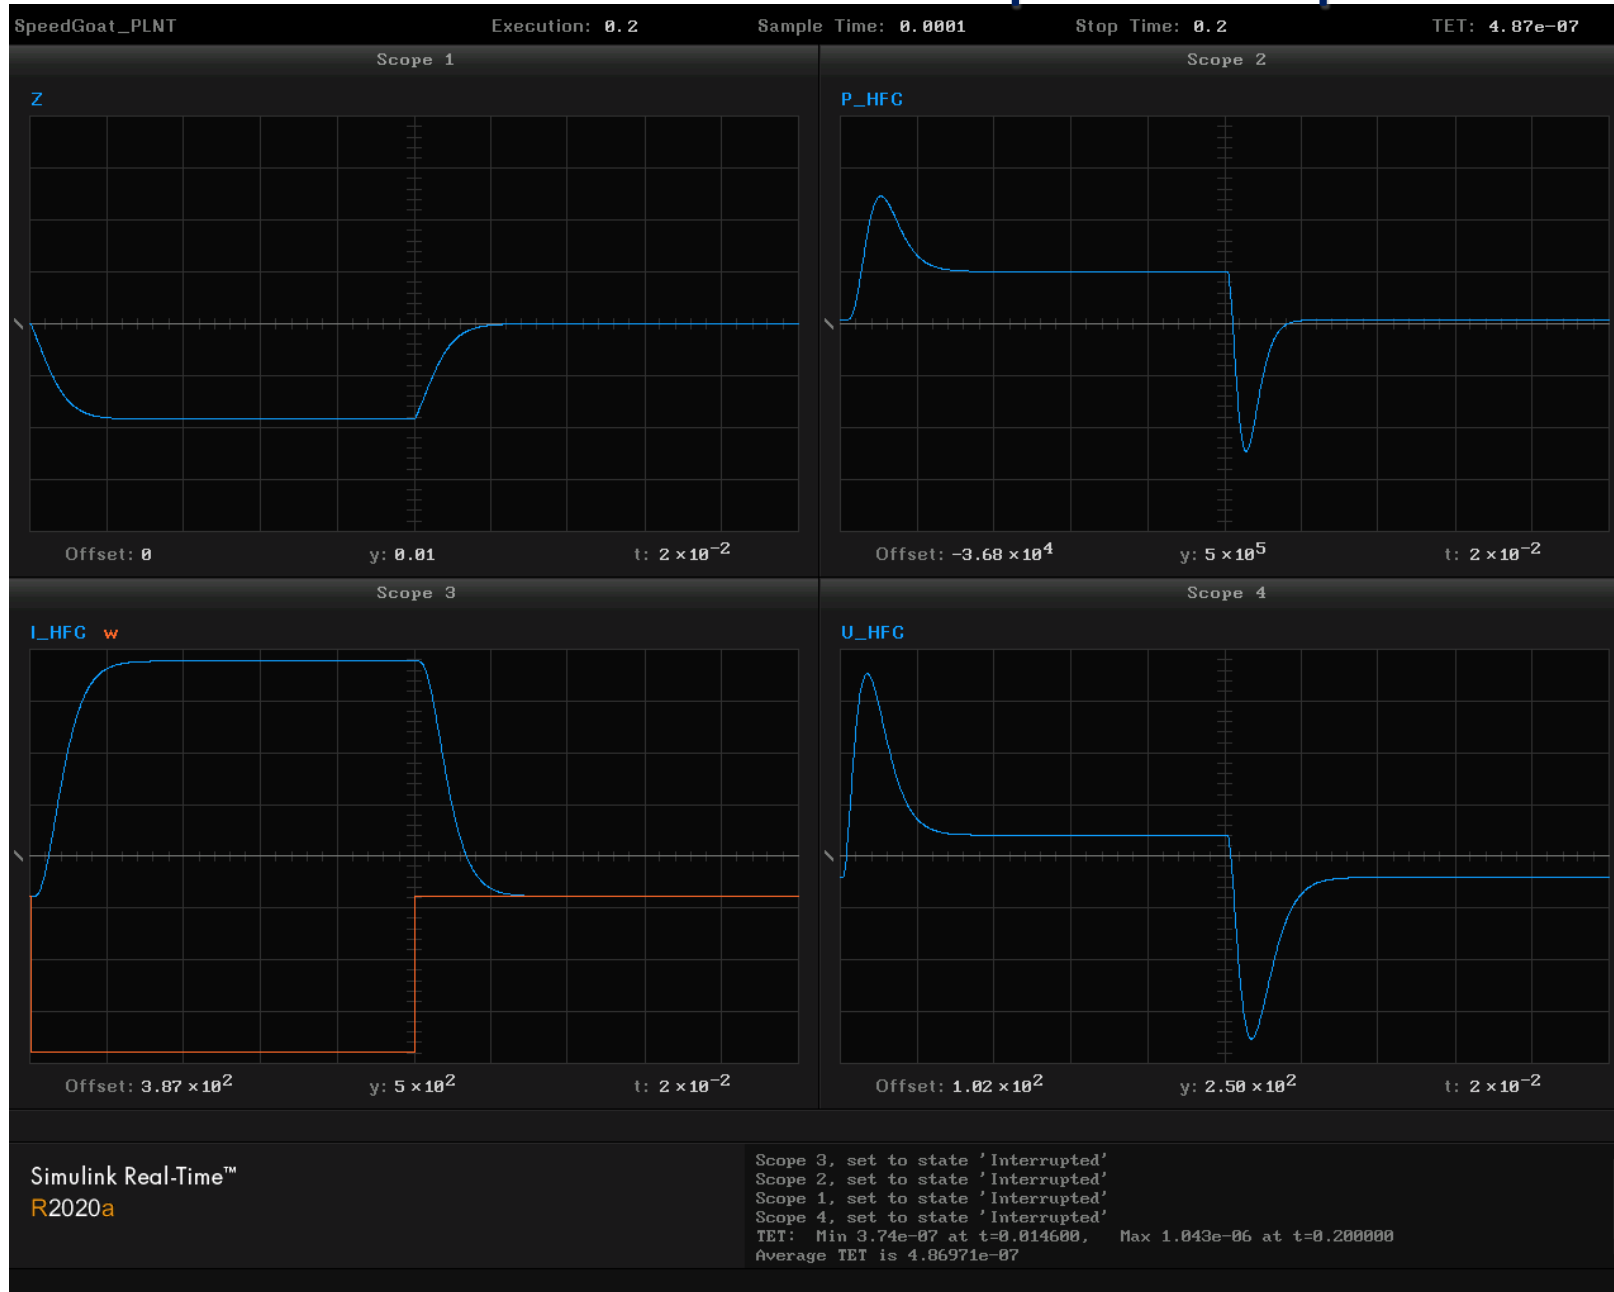 SpeedGoat_PLNT Execution: 0.2 Sample Time: 0.0001 Stop Time: 0.2 TET: 4.87e-07
Scope 1
Z
Offset: 0 y: 0.01 t: 2×10⁻²
Scope 2
P_HFC
Offset: -3.68×10⁴ y: 5×10⁵ t: 2×10⁻²
Scope 3
I_HFC w
Offset: 3.87×10² y: 5×10² t: 2×10⁻²
Scope 4
U_HFC
Offset: 1.02×10² y: 2.50×10² t: 2×10⁻²
Simulink Real-Time™
R2020a
Scope 3, set to state 'Interrupted'
Scope 2, set to state 'Interrupted'
Scope 1, set to state 'Interrupted'
Scope 4, set to state 'Interrupted'
TET: Min 3.74e-07 at t=0.014600, Max 1.043e-06 at t=0.200000
Average TET is 4.86971e-07